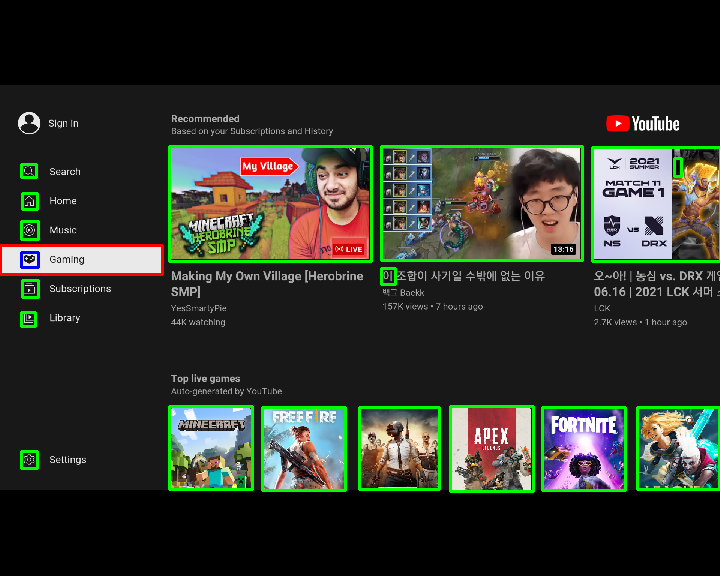 Sign In
Search
Home
Music
Gaming
Subscriptions
Library
Settings
Recommended
Based on your Subscriptions and History
YouTube
My Village
MINECRAFT
HEROBRINE
SMP
LIVE
Making My Own Village [Herobrine
SMP]
YesSmartyPie
44K watching
13:16
이 조합이 사기일 수밖에 없는 이유
백크 Baekk
157K views • 7 hours ago
LCK
2021
SUMMER
MATCH 11
GAME 1
VS
NS
DRX
오~아! | 농심 vs. DRX 게임
06.16 | 2021 LCK 서머
LCK
2.7K views • 1 hour ago
Top live games
Auto-generated by YouTube
MINECRAFT
FREE FIRE
APEX
LEGENDS
FORTNITE